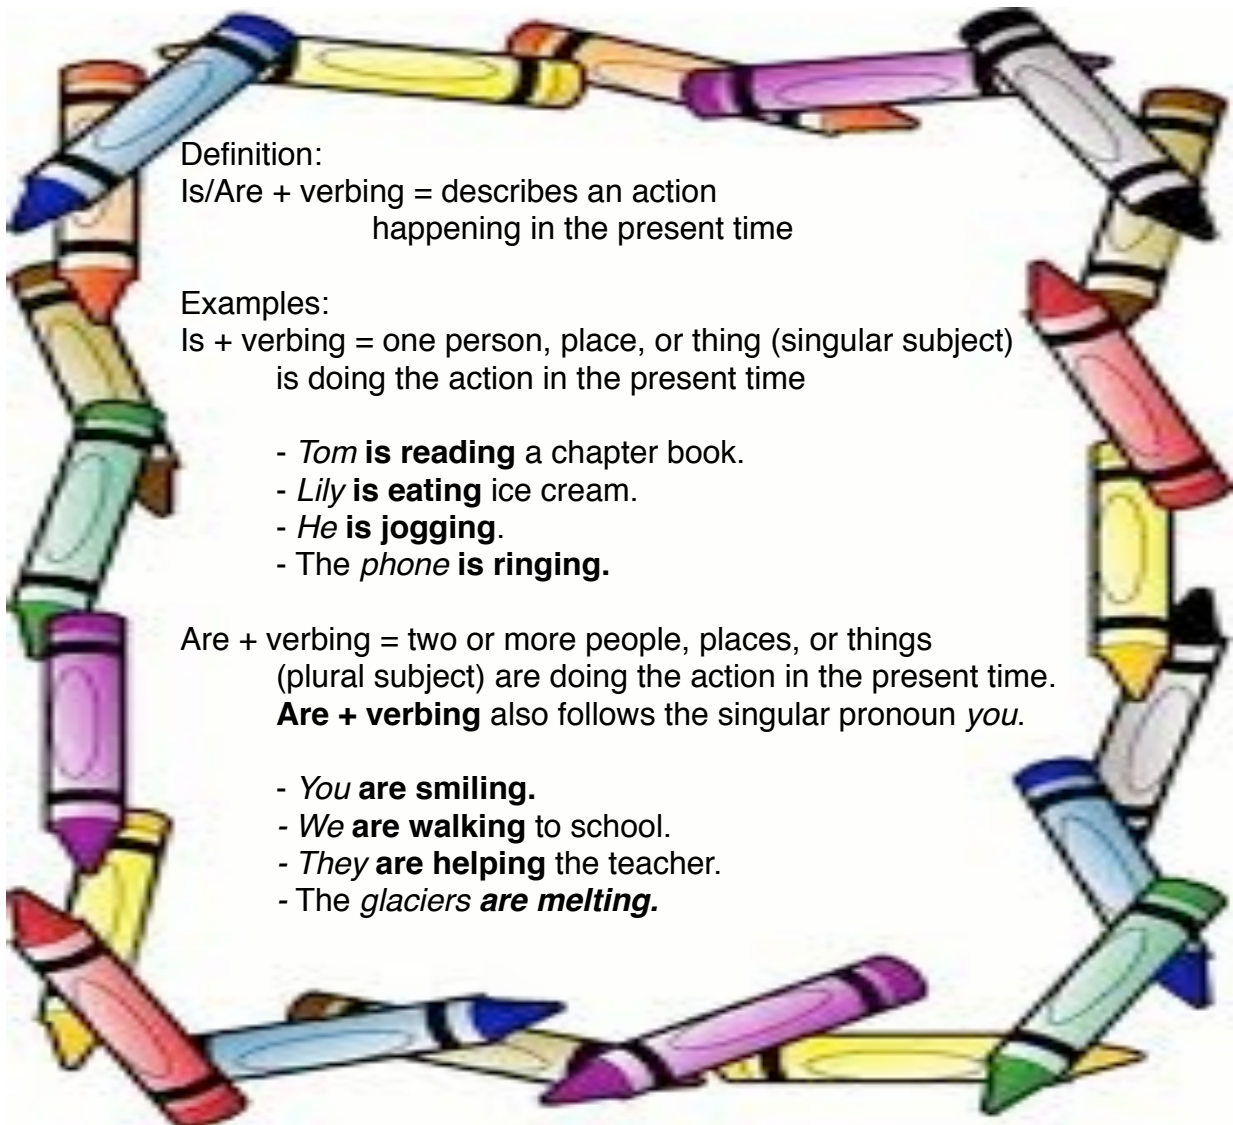 Definition:
Is/Are + verbing = describes an action
happening in the present time
Examples:
Is + verbing = one person, place, or thing (singular subject)
is doing the action in the present time
- Tom is reading a chapter book.
- Lily is eating ice cream.
- He is jogging.
- The phone is ringing.
Are + verbing = two or more people, places, or things
(plural subject) are doing the action in the present time.
Are + verbing also follows the singular pronoun you.
- You are smiling.
- We are walking to school.
- They are helping the teacher.
- The glaciers are melting.